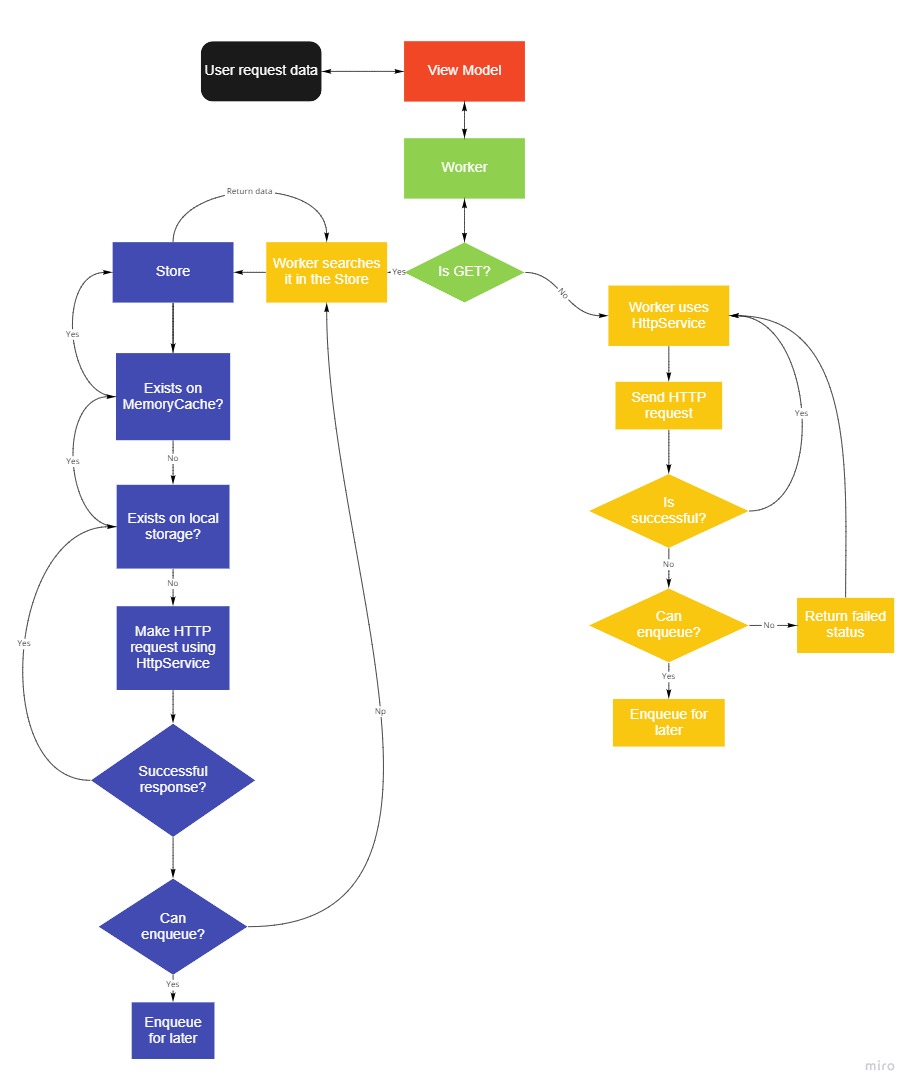 User request data
View Model
Worker
Return data
Store
Worker searches
it in the Store
Yes
Is GET?
No
Worker uses
HttpService
Yes
Exists on
MemoryCache?
Send HTTP
request
Yes
No
Yes
Exists on local
storage?
Is
successful?
No
No
Yes
Make HTTP
request using
HttpService
Can
enqueue?
No
Return failed
status
Yes
Enqueue for
later
Np
Successful
response?
Can
enqueue?
Yes
Enqueue
for later
miro